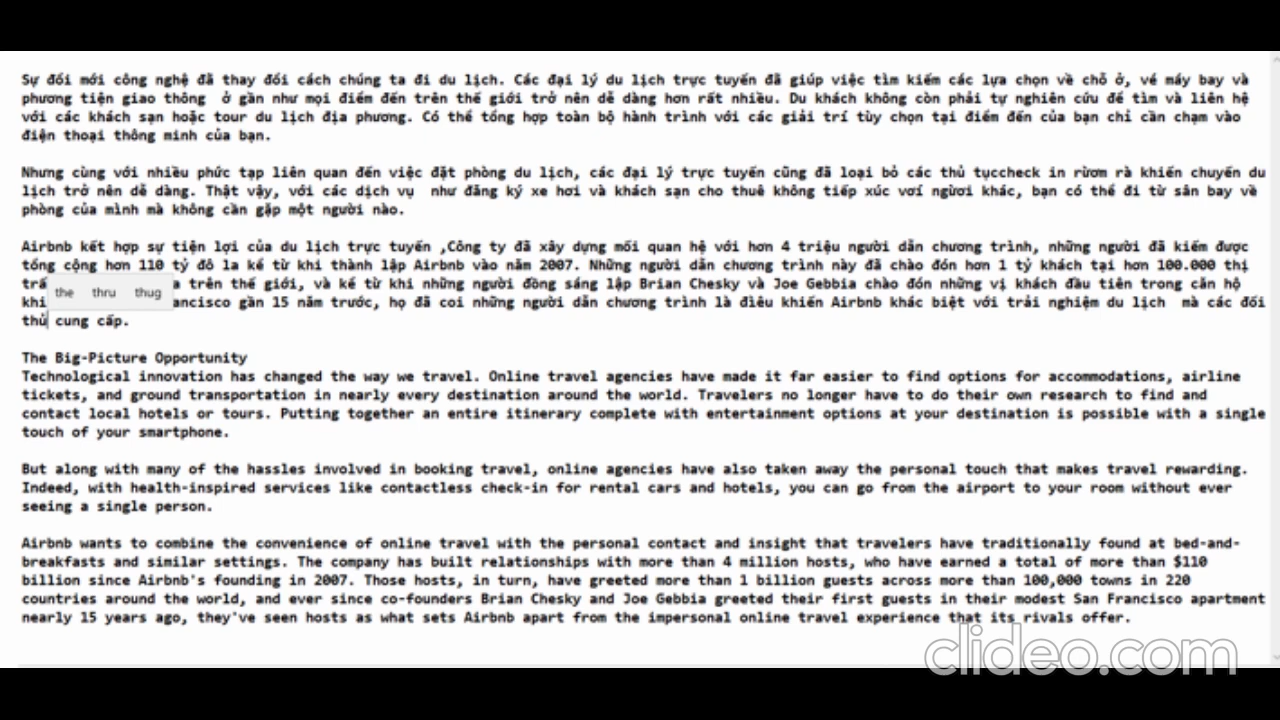 Sự đổi mới công nghệ đã thay đổi cách chúng ta đi du lịch. Các đại lý du lịch trực tuyến đã giúp việc tìm kiếm các lựa chọn về chỗ ở, vé máy bay và
phương tiện giao thông  ở gần như mọi điểm đến trên thế giới trở nên dễ dàng hơn rất nhiều. Du khách không còn phải tự nghiên cứu để tìm và liên hệ
với các khách sạn hoặc tour du lịch địa phương. Có thể tổng hợp toàn bộ hành trình với các giải trí tùy chọn tại điểm đến của bạn chỉ cần chạm vào
điện thoại thông minh của bạn.
Nhưng cùng với nhiều phức tạp liên quan đến việc đặt phòng du lịch, các đại lý trực tuyến cũng đã loại bỏ các thủ tụccheck in rườm rà khiến chuyến du
lịch trở nên dễ dàng. Thật vậy, với các dịch vụ  như đăng ký xe hơi và khách sạn cho thuê không tiếp xúc với người khác, bạn có thể đi từ sân bay về
phòng của mình mà không cần gặp một người nào.
Airbnb kết hợp sự tiện lợi của du lịch trực tuyến ,Công ty đã xây dựng mối quan hệ với hơn 4 triệu người dẫn chương trình, những người đã kiếm được
tổng cộng hơn 110 tỷ đô la kể từ khi thành lập Airbnb vào năm 2007. Những người dẫn chương trình này đã chào đón hơn 1 tỷ khách tại hơn 100.000 thị
trấ a trên thế giới, và kể từ khi những người đồng sáng lập Brian Chesky và Joe Gebbia chào đón những vị khách đầu tiên trong căn hộ
the thru thug
khi ancisco gần 15 năm trước, họ đã coi những người dẫn chương trình là điều khiến Airbnb khác biệt với trải nghiệm du lịch  mà các đối
thủ cung cấp.
The Big-Picture Opportunity
Technological innovation has changed the way we travel. Online travel agencies have made it far easier to find options for accommodations, airline
tickets, and ground transportation in nearly every destination around the world. Travelers no longer have to do their own research to find and
contact local hotels or tours. Putting together an entire itinerary complete with entertainment options at your destination is possible with a single
touch of your smartphone.
But along with many of the hassles involved in booking travel, online agencies have also taken away the personal touch that makes travel rewarding.
Indeed, with health-inspired services like contactless check-in for rental cars and hotels, you can go from the airport to your room without ever
seeing a single person.
Airbnb wants to combine the convenience of online travel with the personal contact and insight that travelers have traditionally found at bed-and-
breakfasts and similar settings. The company has built relationships with more than 4 million hosts, who have earned a total of more than $110
billion since Airbnb's founding in 2007. Those hosts, in turn, have greeted more than 1 billion guests across more than 100,000 towns in 220
countries around the world, and ever since co-founders Brian Chesky and Joe Gebbia greeted their first guests in their modest San Francisco apartment
nearly 15 years ago, they've seen hosts as what sets Airbnb apart from the impersonal online travel experience that its rivals offer.
clideo.com